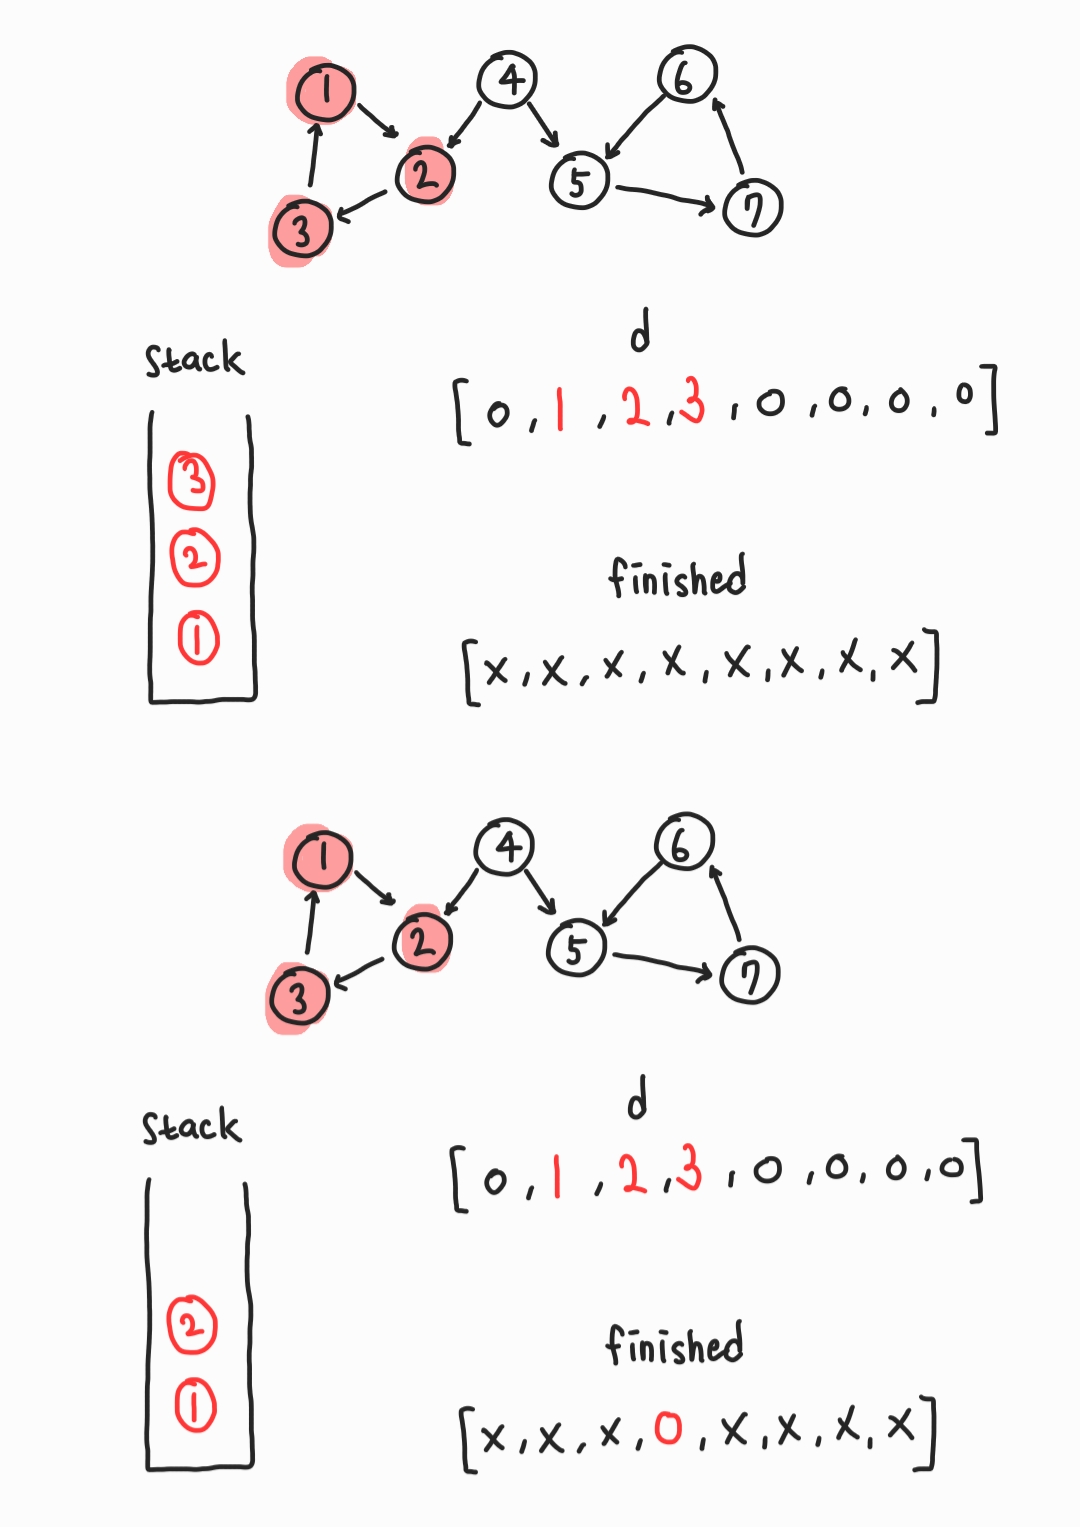 1 4 6
2 5
3 7
d
Stack
[0, 1, 2, 3, 0, 0, 0, 0]
3
2
1
finished
[x, x, x, x, x, x, x, x]
1 4 6
2 5
3 7
d
Stack
[0, 1, 2, 3, 0, 0, 0, 0]
2
1
finished
[x, x, x, 0, x, x, x, x]